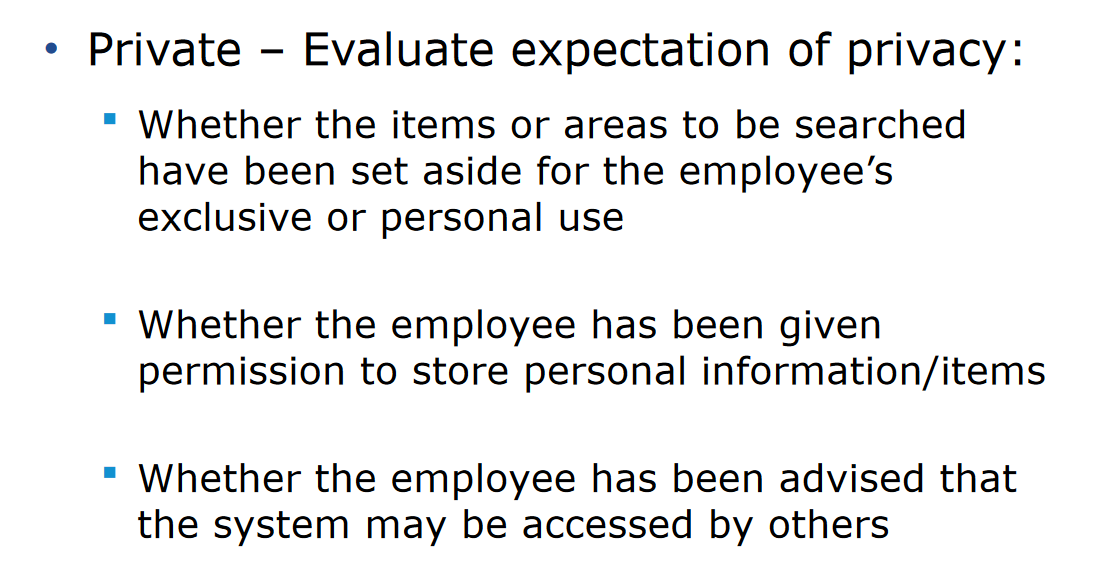 • Private – Evaluate expectation of privacy:
▪ Whether the items or areas to be searched
have been set aside for the employee’s
exclusive or personal use
▪ Whether the employee has been given
permission to store personal information/items
▪ Whether the employee has been advised that
the system may be accessed by others